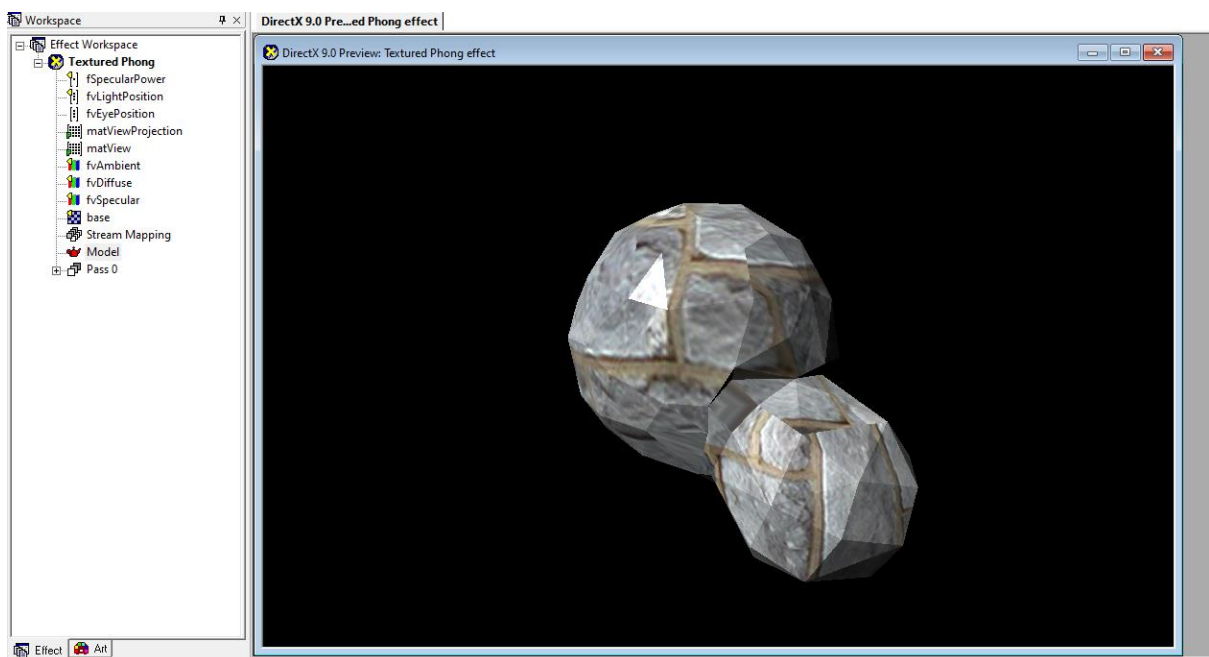 Workspace
DirectX 9.0 Pre...ed Phong effect
Effect Workspace
Textured Phong
fSpecularPower
fvLightPosition
fvEyePosition
matViewProjection
matView
fvAmbient
fvDiffuse
fvSpecular
base
Stream Mapping
Model
Pass 0
Effect
Art
DirectX 9.0 Preview: Textured Phong effect